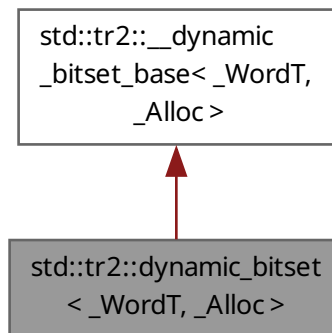 std::tr2::__dynamic
_bitset_base< _WordT,
_Alloc >
std::tr2::dynamic_bitset
< _WordT, _Alloc >